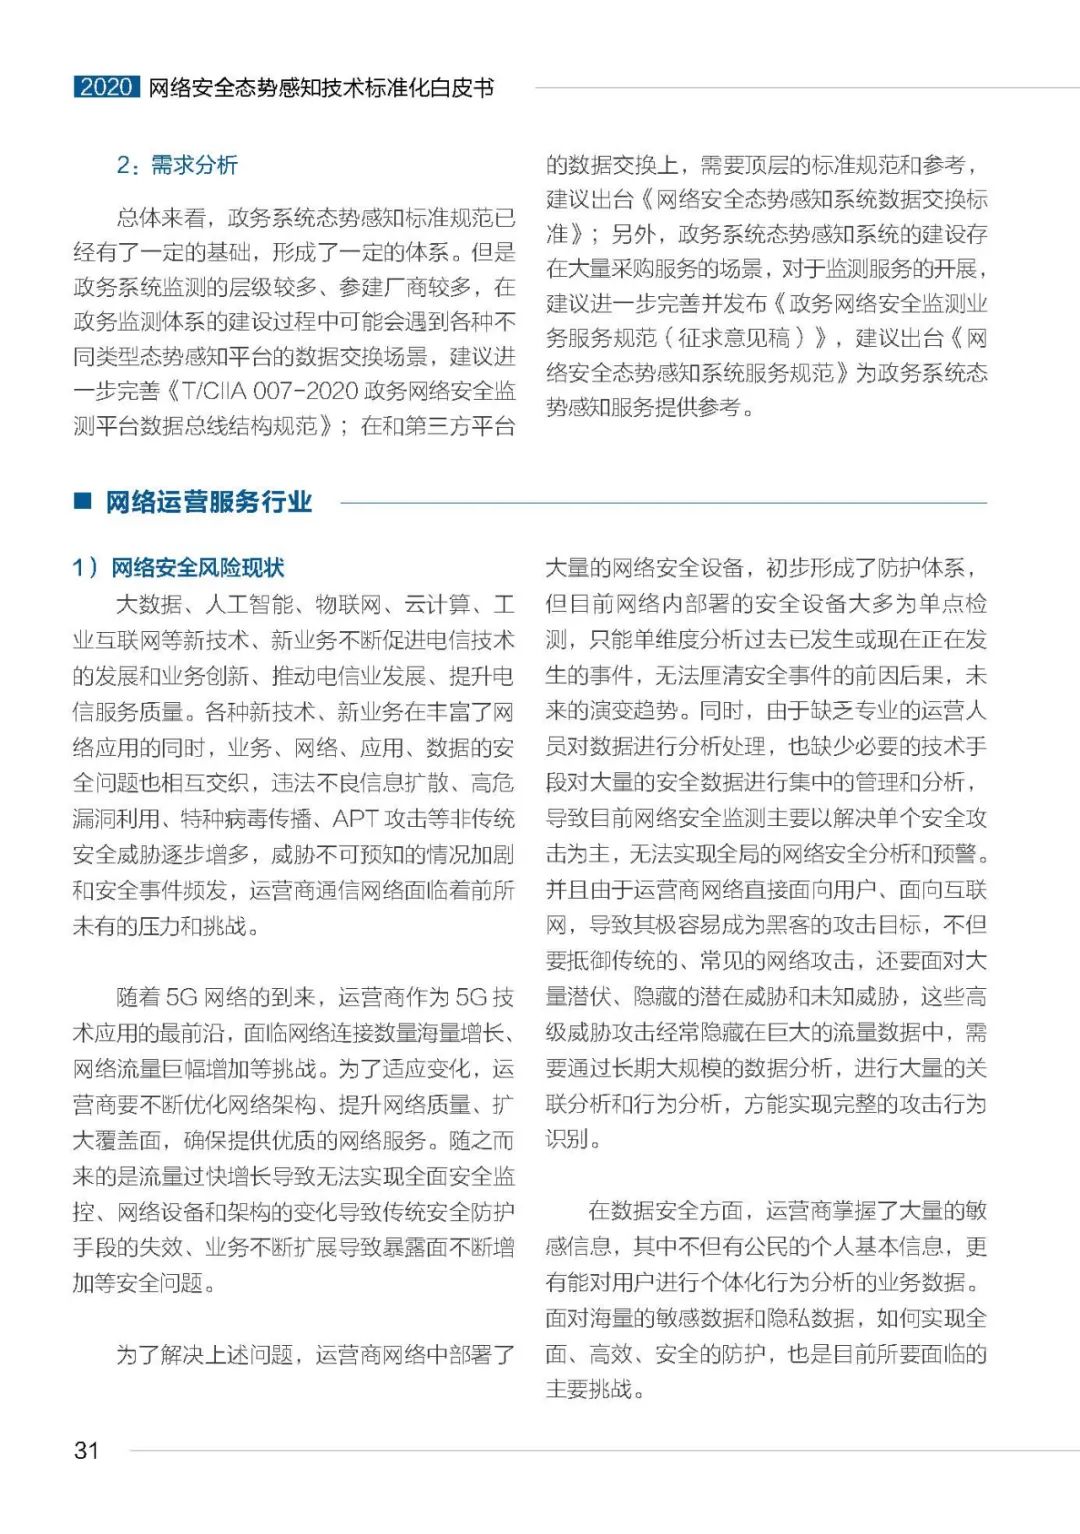 2020 网络安全态势感知技术标准化白皮书
2：需求分析
总体来看，政务系统态势感知标准规范已
经有了一定的基础，形成了一定的体系。但是
政务系统监测的层级较多、参建厂商较多，在
政务监测体系的建设过程中可能会遇到各种不
同类型态势感知平台的数据交换场景，建议进
一步完善《T/CIIA 007-2020 政务网络安全监
测平台数据总线结构规范》；在和第三方平台
的数据交换上，需要顶层的标准规范和参考，
建议出台《网络安全态势感知系统数据交换标
准》；另外，政务系统态势感知系统的建设存
在大量采购服务的场景，对于监测服务的开展，
建议进一步完善并发布《政务网络安全监测业
务服务规范（征求意见稿）》，建议出台《网
络安全态势感知系统服务规范》为政务系统态
势感知服务提供参考。
■ 网络运营服务行业
1）网络安全风险现状
大数据、人工智能、物联网、云计算、工
业互联网等新技术、新业务不断促进电信技术
的发展和业务创新、推动电信业发展、提升电
信服务质量。各种新技术、新业务在丰富了网
络应用的同时，业务、网络、应用、数据的安
全问题也相互交织，违法不良信息扩散、高危
漏洞利用、特种病毒传播、APT 攻击等非传统
安全威胁逐步增多，威胁不可预知的情况加剧
和安全事件频发，运营商通信网络面临着前所
未有的压力和挑战。
随着 5G 网络的到来，运营商作为 5G 技
术应用的最前沿，面临网络连接数量海量增长、
网络流量巨幅增加等挑战。为了适应变化，运
营商要不断优化网络架构、提升网络质量、扩
大覆盖面，确保提供优质的网络服务。随之而
来的是流量过快增长导致无法实现全面安全监
控、网络设备和架构的变化导致传统安全防护
手段的失效、业务不断扩展导致暴露面不断增
加等安全问题。
为了解决上述问题，运营商网络中部署了
大量的网络安全设备，初步形成了防护体系，
但目前网络内部署的安全设备大多为单点检
测，只能单维度分析过去已发生或现在正在发
生的事件，无法厘清安全事件的前因后果，未
来的演变趋势。同时，由于缺乏专业的运营人
员对数据进行分析处理，也缺少必要的技术手
段对大量的安全数据进行集中的管理和分析，
导致目前网络安全监测主要以解决单个安全攻
击为主，无法实现全局的网络安全分析和预警。
并且由于运营商网络直接面向用户、面向互联
网，导致其极容易成为黑客的攻击目标，不但
要抵御传统的、常见的网络攻击，还要面对大
量潜伏、隐藏的潜在威胁和未知威胁，这些高
级威胁攻击经常隐藏在巨大的流量数据中，需
要通过长期大规模的数据分析，进行大量的关
联分析和行为分析，方能实现完整的攻击行为
识别。
在数据安全方面，运营商掌握了大量的敏
感信息，其中不但有公民的个人基本信息，更
有能对用户进行个体化行为分析的业务数据。
面对海量的敏感数据和隐私数据，如何实现全
面、高效、安全的防护，也是目前所要面临的
主要挑战。
31